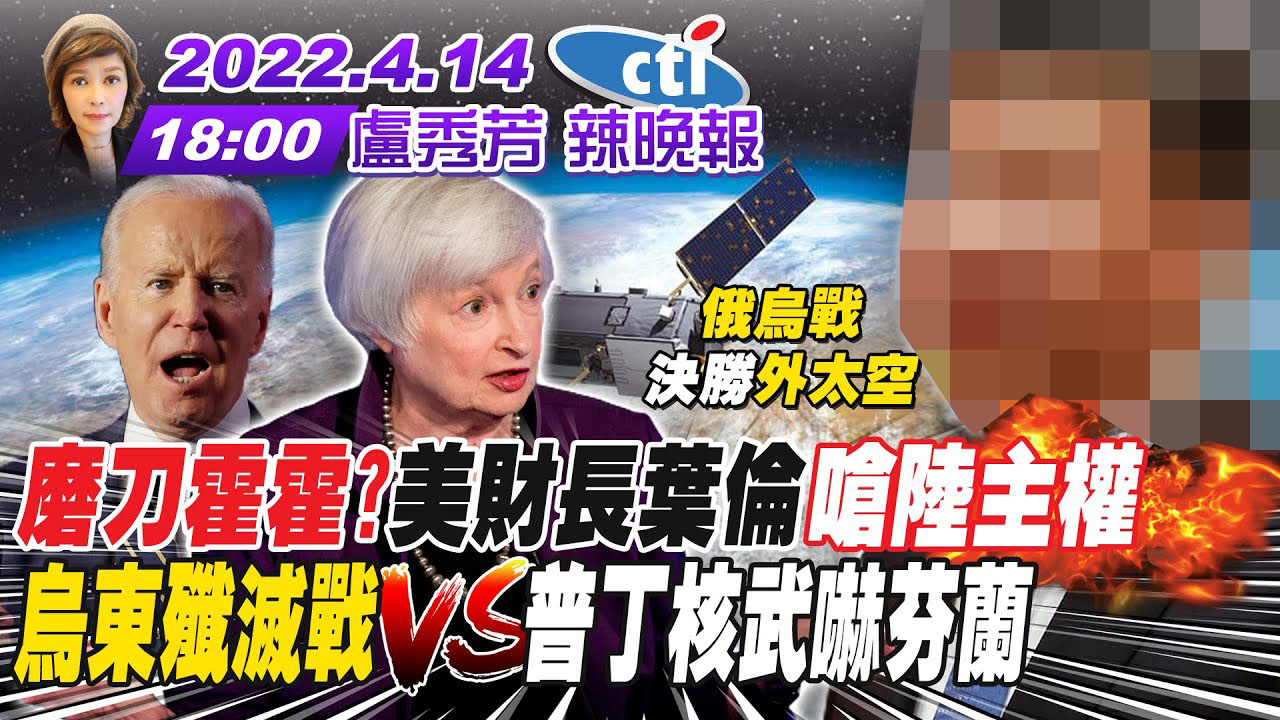 2022.4.14
cti
18:00
盧秀芳 辣晚報
俄烏戰
決勝外太空
磨刀霍霍?美財長葉倫嗆陸主權
烏東殲滅戰VS普丁核武嚇芬蘭